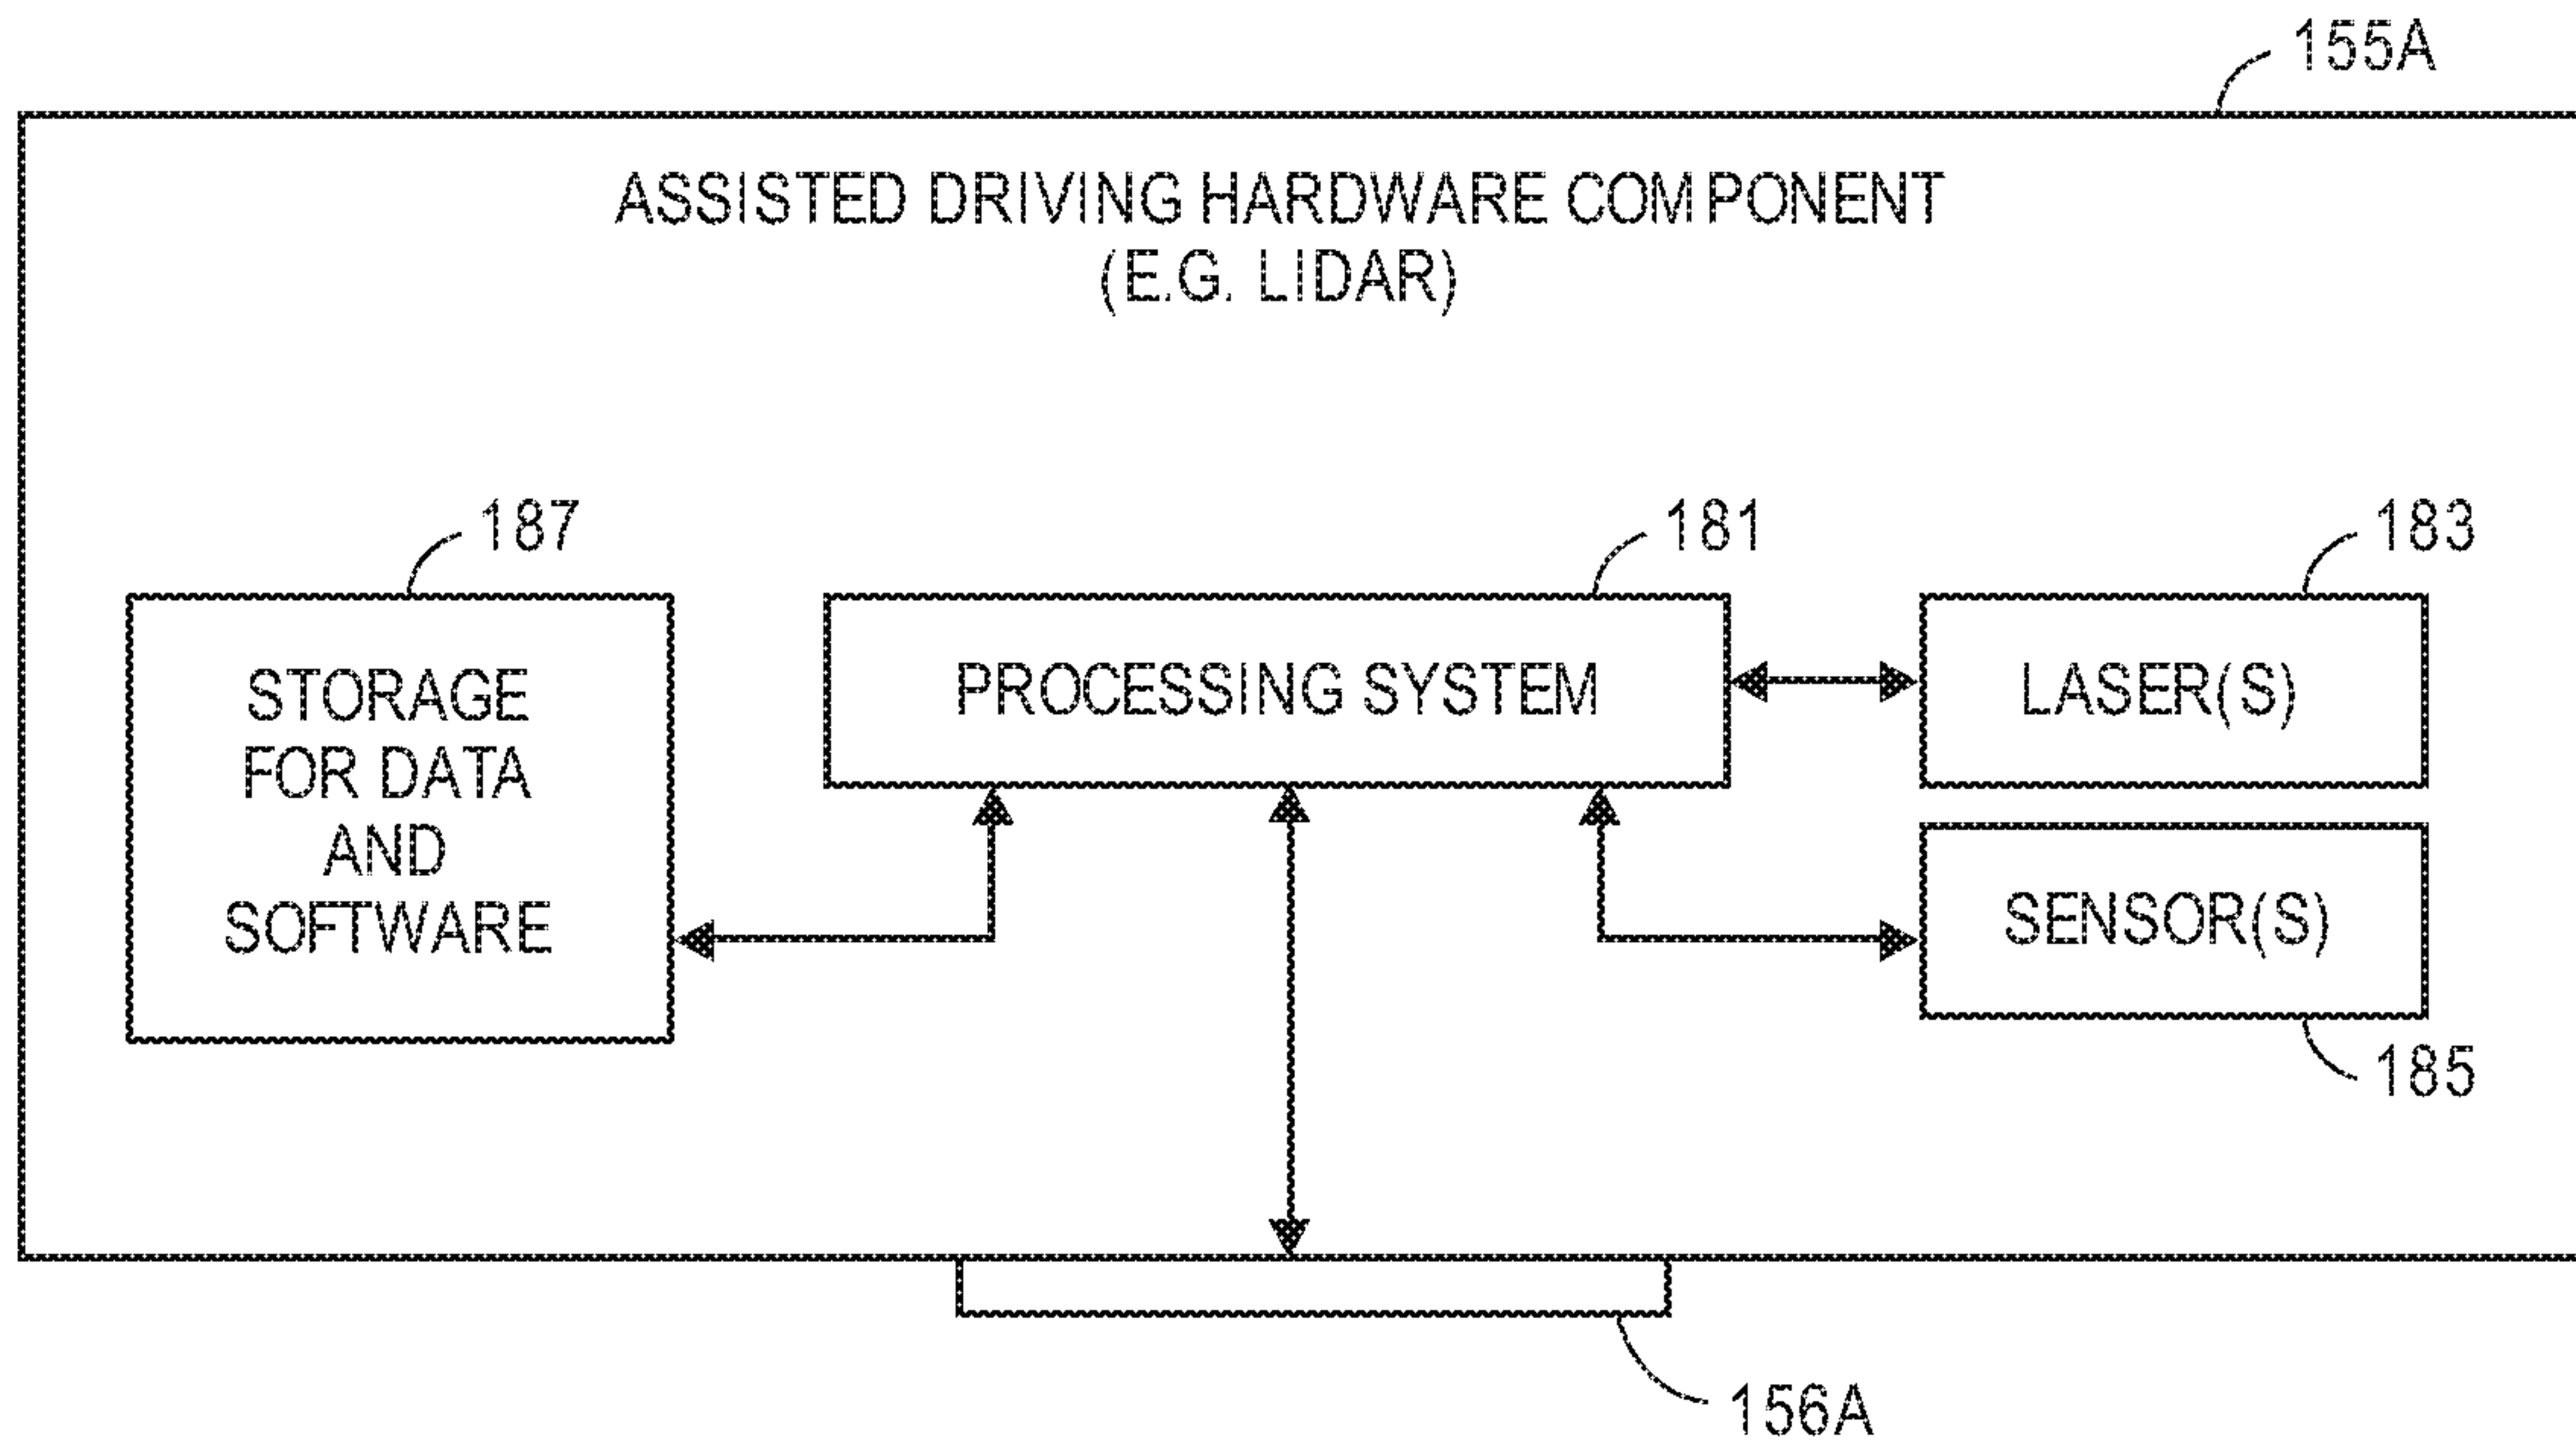 155A
ASSISTED DRIVING HARDWARE COMPONENT
(E.G. LIDAR)
187
181
183
STORAGE
FOR DATA
AND
SOFTWARE
PROCESSING SYSTEM
LASER(S)
SENSOR(S)
185
156A